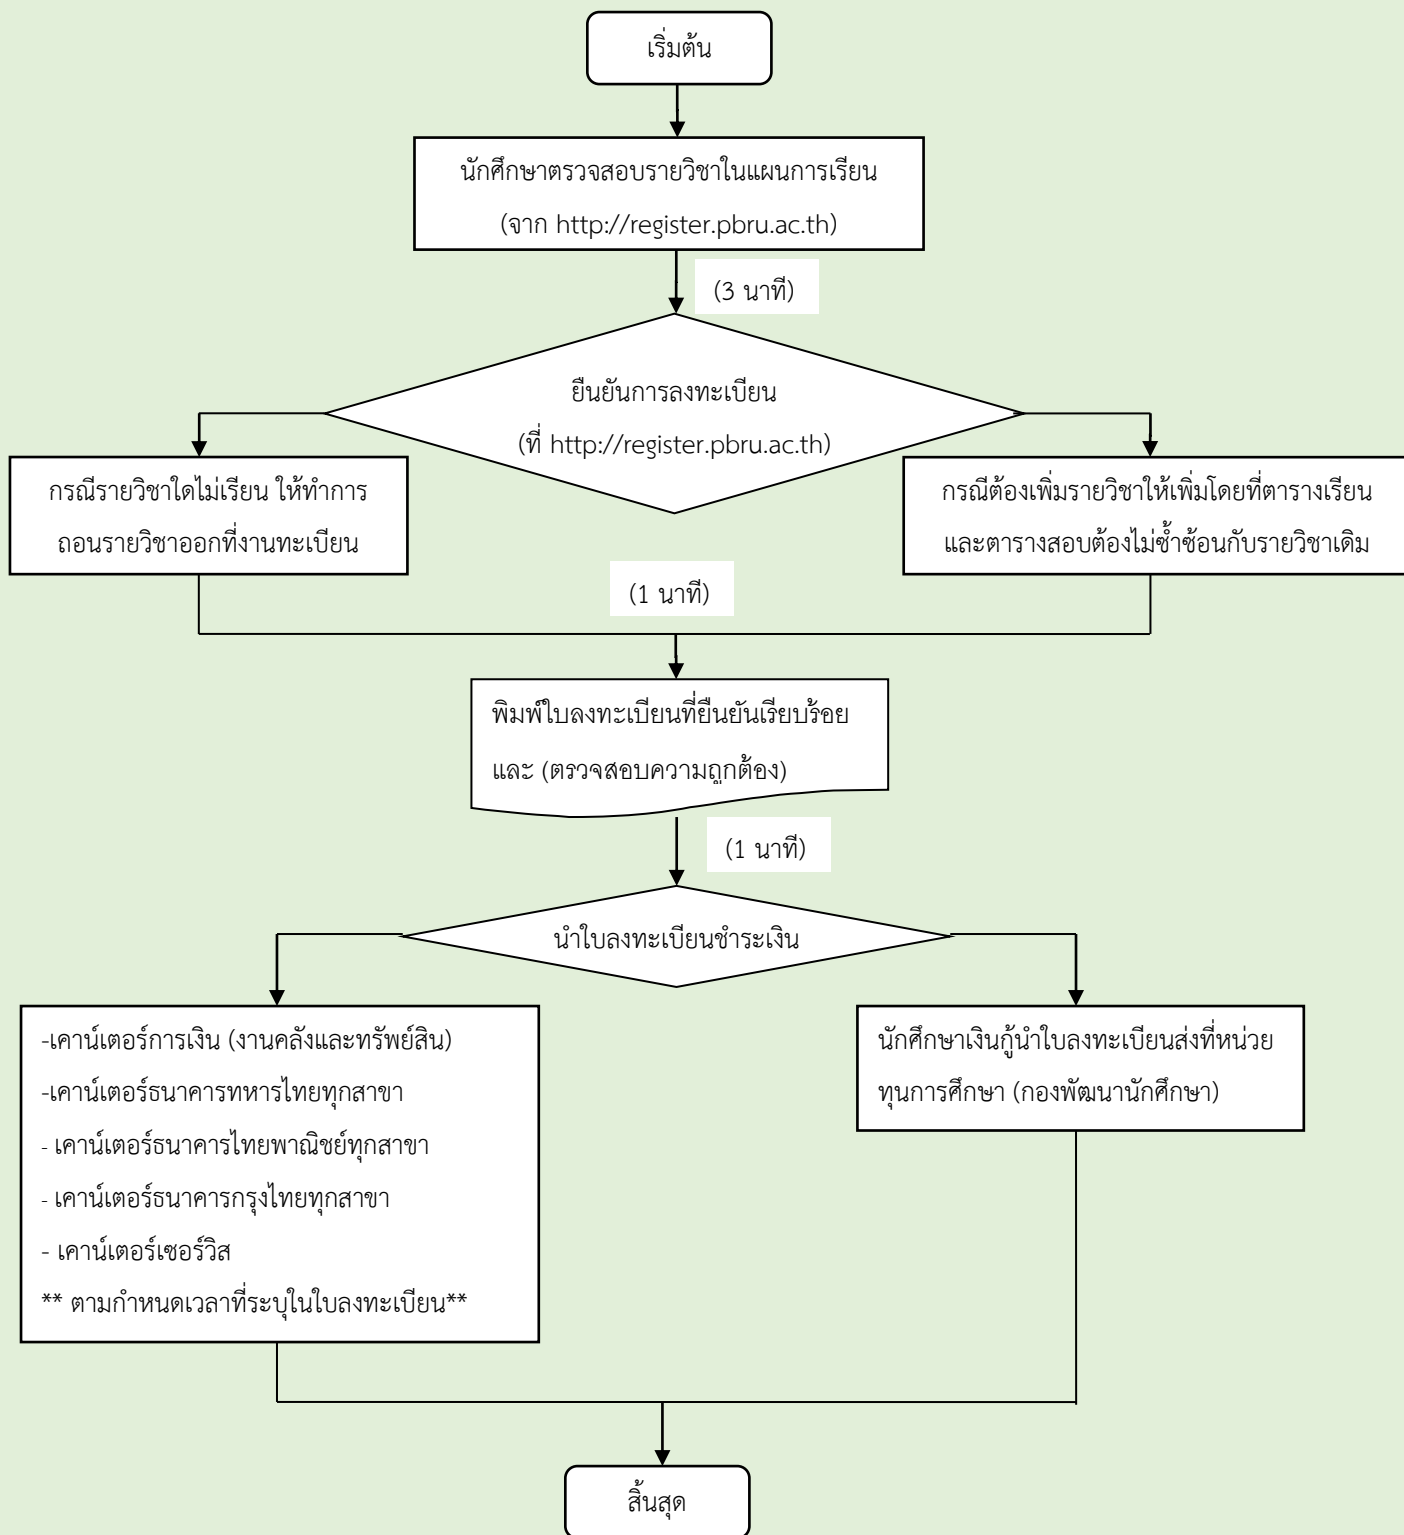 เริ่มต้น
นักศึกษาตรวจสอบรายวิชาในแผนการเรียน
(จาก http://register.pbru.ac.th)
(3 นาที)
ยืนยันการลงทะเบียน
(ที่ http://register.pbru.ac.th)
กรณีรายวิชาใดไม่เรียน ให้ทำการ
ถอนรายวิชาออกที่งานทะเบียน
กรณีต้องเพิ่มรายวิชาให้เพิ่มโดยที่ตารางเรียน
และตารางสอบต้องไม่ซ้ำซ้อนกับรายวิชาเดิม
(1 นาที)
พิมพ์ใบลงทะเบียนที่ยืนยันเรียบร้อย
และ (ตรวจสอบความถูกต้อง)
(1 นาที)
นำใบลงทะเบียนชำระเงิน
-เคาน์เตอร์การเงิน (งานคลังและทรัพย์สิน)
-เคาน์เตอร์ธนาคารทหารไทยทุกสาขา
- เคาน์เตอร์ธนาคารไทยพาณิชย์ทุกสาขา
- เคาน์เตอร์ธนาคารกรุงไทยทุกสาขา
- เคาน์เตอร์เซอร์วิส
** ตามกำหนดเวลาที่ระบุในใบลงทะเบียน**
นักศึกษาเงินกู้นำใบลงทะเบียนส่งที่หน่วย
ทุนการศึกษา (กองพัฒนานักศึกษา)
สิ้นสุด